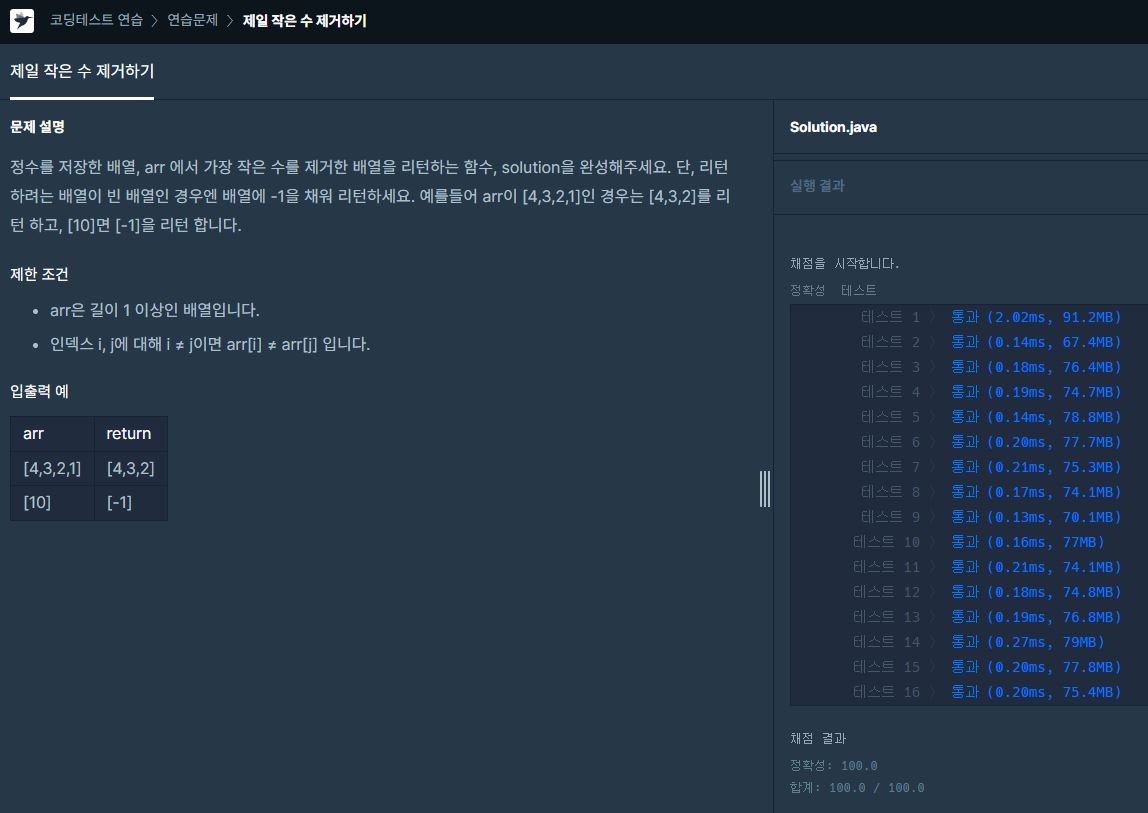 코딩테스트 연습 > 연습문제 > 제일 작은 수 제거하기
제일 작은 수 제거하기
문제 설명
정수를 저장한 배열, arr 에서 가장 작은 수를 제거한 배열을 리턴하는 함수, solution을 완성해주세요. 단, 리턴
하려는 배열이 빈 배열인 경우엔 배열에 -1을 채워 리턴하세요. 예를들어 arr이 [4,3,2,1]인 경우는 [4,3,2]를 리
턴 하고, [10]면 [-1]을 리턴 합니다.
제한 조건
• arr은 길이 1 이상인 배열입니다.
• 인덱스 i, j에 대해 i ≠ j이면 arr[i] ≠ arr[j] 입니다.
입출력 예
arr return
[4,3,2,1] [4,3,2]
[10] [-1]
Solution.java
실행 결과
채점을 시작합니다.
정확성 테스트
테스트 1 > 통과 (2.02ms, 91.2MB)
테스트 2 > 통과 (0.14ms, 67.4MB)
테스트 3 > 통과 (0.18ms, 76.4MB)
테스트 4 > 통과 (0.19ms, 74.7MB)
테스트 5 > 통과 (0.14ms, 78.8MB)
테스트 6 > 통과 (0.20ms, 77.7MB)
테스트 7 > 통과 (0.21ms, 75.3MB)
테스트 8 > 통과 (0.17ms, 74.1MB)
테스트 9 > 통과 (0.13ms, 70.1MB)
테스트 10 > 통과 (0.16ms, 77MB)
테스트 11 > 통과 (0.21ms, 74.1MB)
테스트 12 > 통과 (0.18ms, 74.8MB)
테스트 13 > 통과 (0.19ms, 76.8MB)
테스트 14 > 통과 (0.27ms, 79MB)
테스트 15 > 통과 (0.20ms, 77.8MB)
테스트 16 > 통과 (0.20ms, 75.4MB)
채점 결과
정확성: 100.0
합계: 100.0 / 100.0